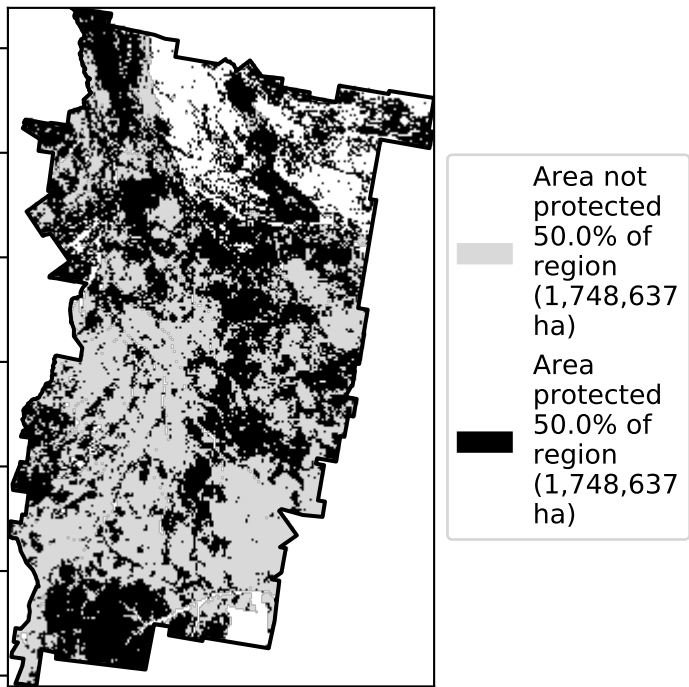 Area not
protected
50.0% of
region
(1,748,637
ha)
Area
protected
50.0% of
region
(1,748,637
ha)